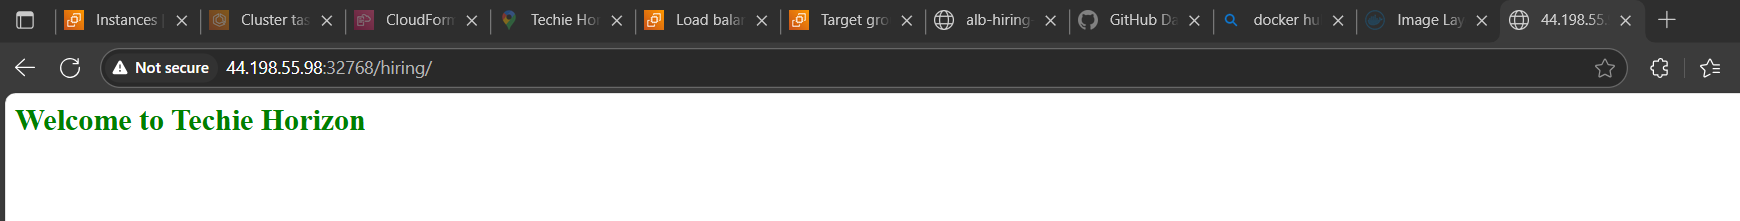 Instances
Cluster tas
CloudForm
Techie Hor
Load balar
Target gro
alb-hiring-
GitHub Da
docker hu
Image Lay
44.198.55.
Not secure
44.198.55.98:32768/hiring/
Welcome to Techie Horizon